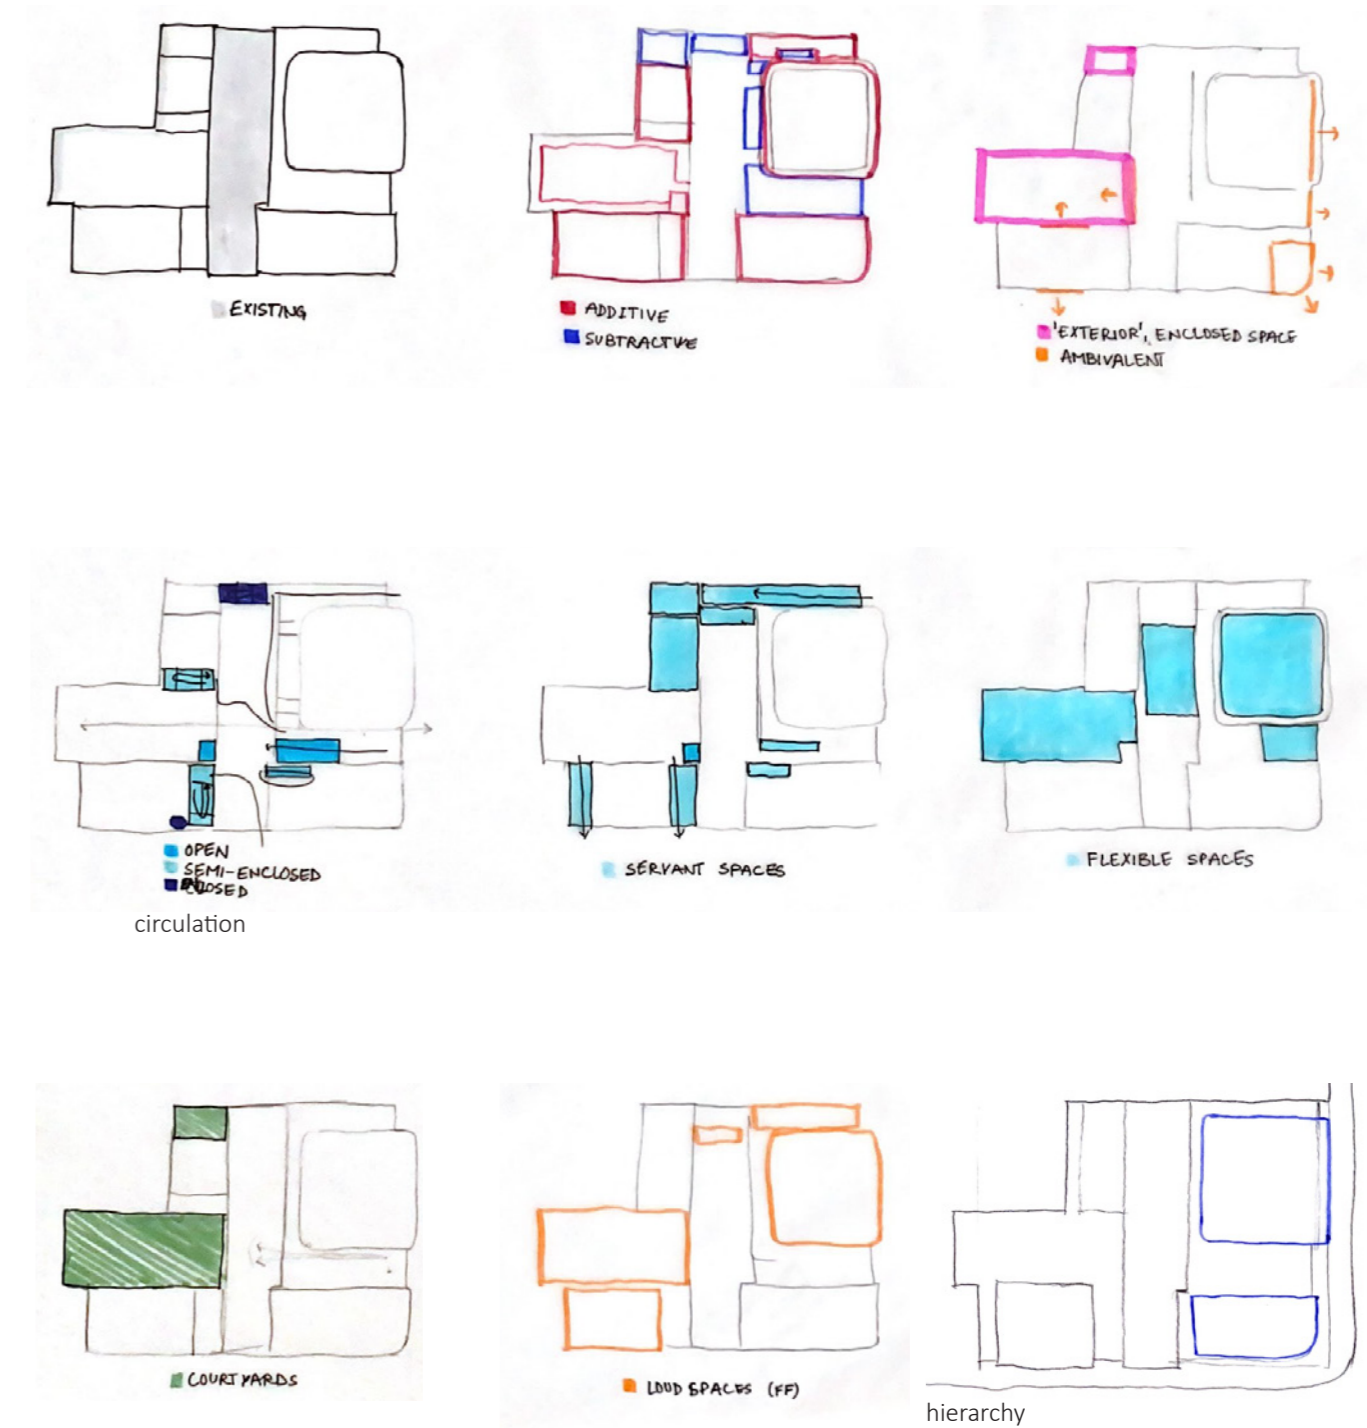 EXISTING
ADDITIVE
SUBTRACTIVE
'EXTERIOR', ENCLOSED SPACE
AMBIVALENT
OPEN
SEMI-ENCLOSED
CLOSED
circulation
SERVANT SPACES
FLEXIBLE SPACES
COURTYARDS
LOUD SPACES (FF)
hierarchy